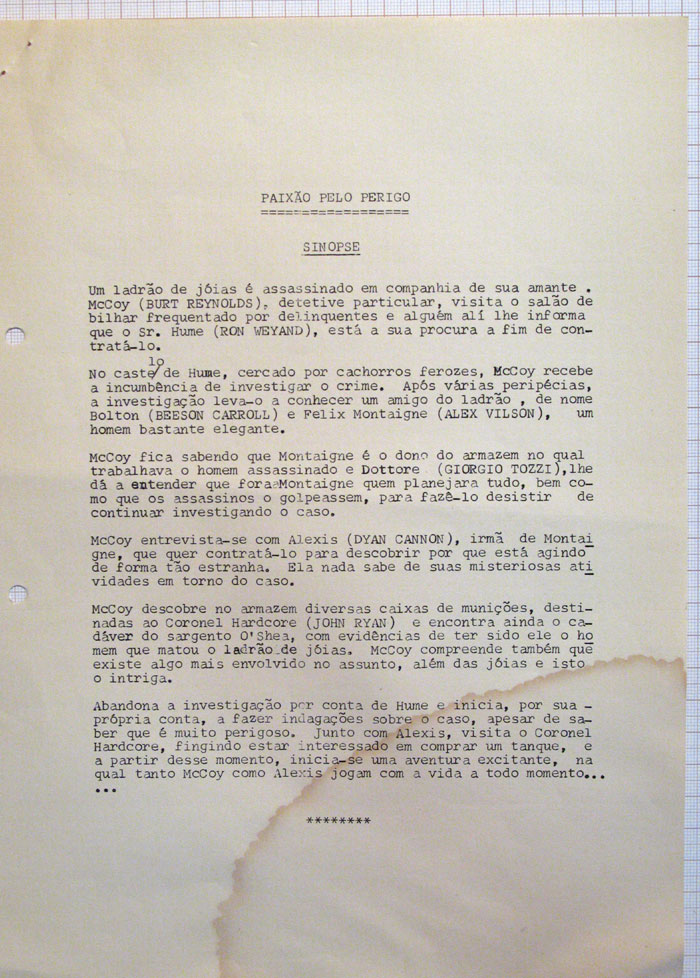 PAIXÃO PELO PERIGO
==================
SINOPSE
Um ladrão de jóias é assassinado em companhia de sua amante .
McCoy (BURT REYNOLDS), detetive particular, visita o salão de
bilhar frequentado por delinquentes e alguém alí lhe informa
que o Sr. Hume (RON WEYAND), está a sua procura a fim de con-
tratá-lo.
lo
No caste/de Hume, cercado por cachorros ferozes, McCoy recebe
a incumbência de investigar o crime. Após várias peripécias,
a investigação leva-o a conhecer um amigo do ladrão , de nome
Bolton (BEESON CARROLL) e Felix Montaigne (ALEX VILSON), um
homem bastante elegante.
McCoy fica sabendo que Montaigne é o dono do armazem no qual
trabalhava o homem assassinado e Dottore (GIORGIO TOZZI),lhe
dá a entender que fora Montaigne quem planejara tudo, bem co-
mo que os assassinos o golpeassem, para fazê-lo desistir de
continuar investigando o caso.
McCoy entrevista-se com Alexis (DYAN CANNON), irmã de Montai
gne, que quer contratá-lo para descobrir por que está agindo
de forma tão estranha. Ela nada sabe de suas misteriosas ati
vidades em torno do caso.
McCoy descobre no armazem diversas caixas de munições, desti-
nadas ao Coronel Hardcore (JOHN RYAN) e encontra ainda o ca-
dáver do sargento O'Shea, com evidências de ter sido ele o ho
mem que matou o ladrão de jóias. McCoy compreende também que
existe algo mais envolvido no assunto, além das jóias e isto
o intriga.
Abandona a investigação por conta de Hume e inicia, por sua -
própria conta, a fazer indagações sobre o caso, apesar de sa-
ber que é muito perigoso. Junto com Alexis, visita o Coronel
Hardcore, fingindo estar interessado em comprar um tanque, e
a partir desse momento, inicia-se uma aventura excitante, na
qual tanto McCoy como Alexis jogam com a vida a todo momento...
...
********